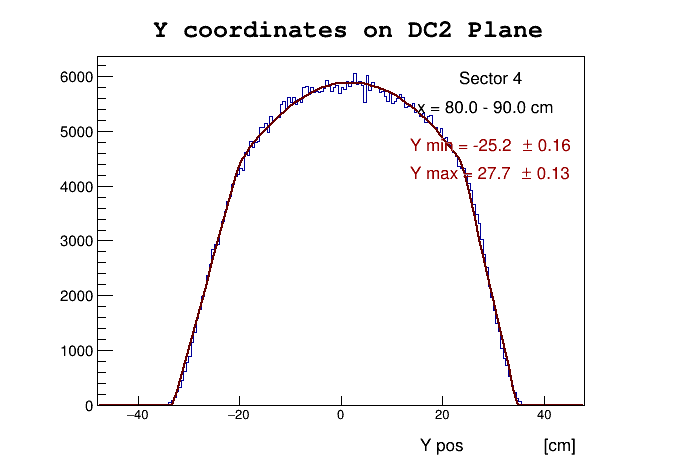 Y coordinates on DC2 Plane
6000
5000
4000
3000
2000
1000
0
Sector 4
x = 80.0 - 90.0 cm
Y min = -25.2 ± 0.16
Y max = 27.7 ± 0.13
−40 −20 0 20 40
Y pos [cm]